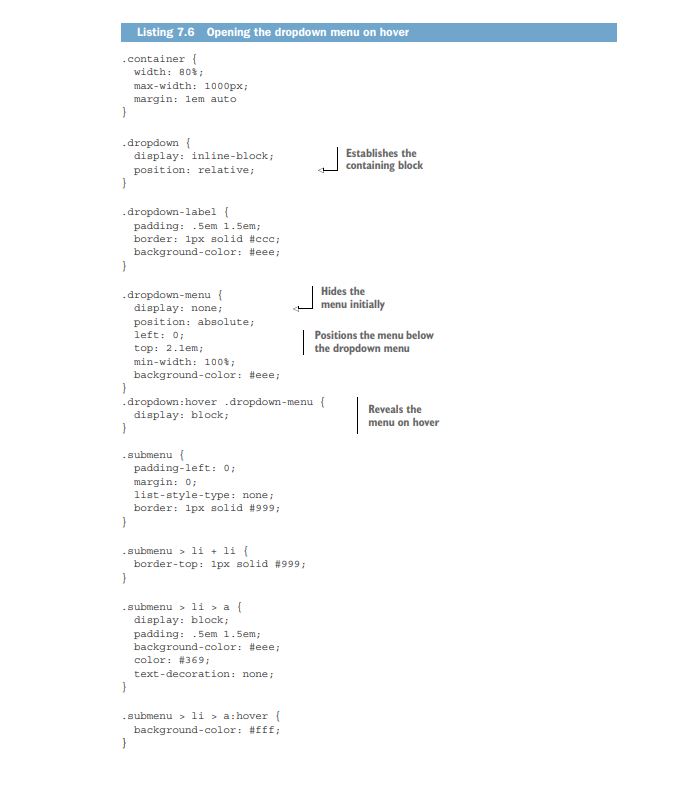 Listing 7.6 Opening the dropdown menu on hover
.container {
width: 80%;
max-width: 1000px;
margin: 1em auto
}
.dropdown {
display: inline-block;
position: relative;
}
Establishes the
containing block
.dropdown-label {
padding: .5em 1.5em;
border: 1px solid #ccc;
background-color: #eee;
}
.dropdown-menu {
display: none;
position: absolute;
left: 0;
top: 2.1em;
min-width: 100%;
background-color: #eee;
}
Hides the
menu initially
Positions the menu below
the dropdown menu
.dropdown:hover .dropdown-menu {
display: block;
}
Reveals the
menu on hover
.submenu {
padding-left: 0;
margin: 0;
list-style-type: none;
border: 1px solid #999;
}
.submenu > li + li {
border-top: 1px solid #999;
}
.submenu > li > a {
display: block;
padding: .5em 1.5em;
background-color: #eee;
color: #369;
text-decoration: none;
}
.submenu > li > a:hover {
background-color: #fff;
}